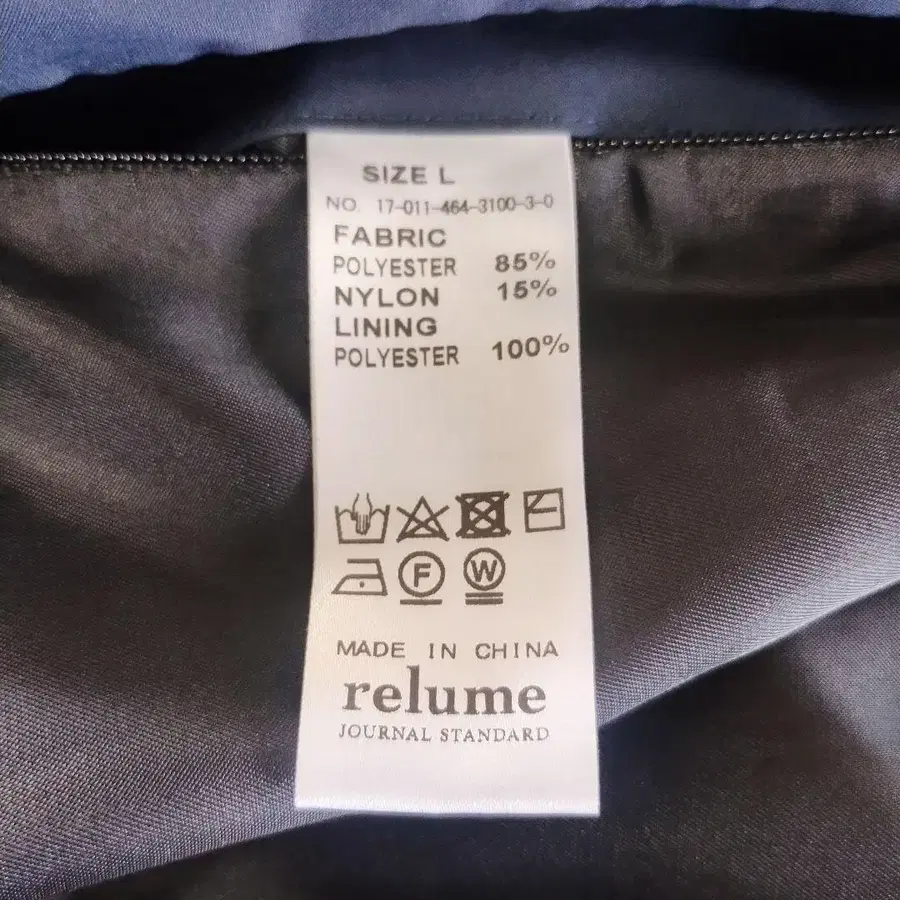 SIZE L
NO. 17-011-464-3100-3-0
FABRIC
POLYESTER 85%
NYLON 15%
LINING
POLYESTER 100%
F W
MADE IN CHINA
relume
JOURNAL STANDARD